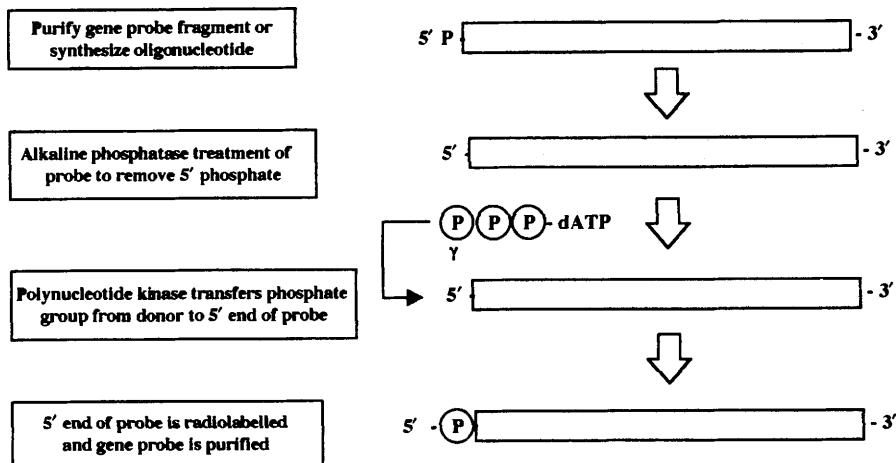 Purify gene probe fragment or
synthesize oligonucleotide
5′ P
- 3′
Alkaline phosphatase treatment of
probe to remove 5′ phosphate
5′
- 3′
P P P - dATP
γ
Polynucleotide kinase transfers phosphate
group from donor to 5′ end of probe
5′
- 3′
5′ end of probe is radiolabelled
and gene probe is purified
5′ - P
- 3′